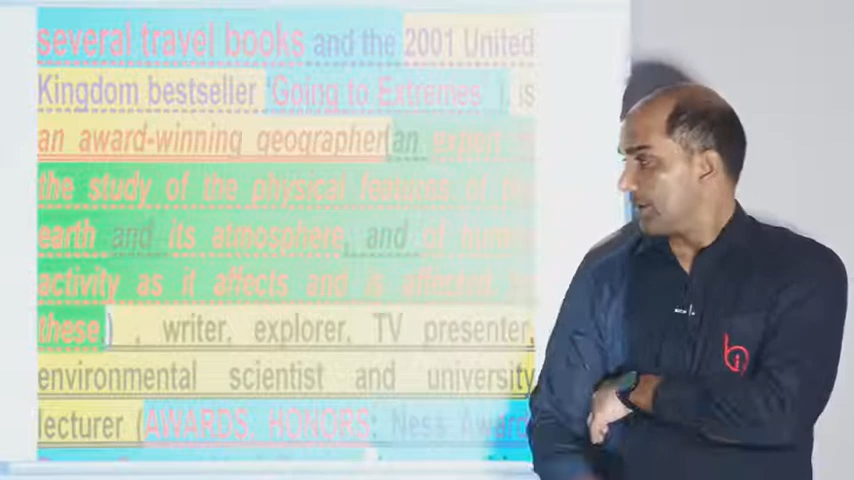 several travel books and the 2001 United
Kingdom bestseller 'Going to Extremes' ), is
an award-winning geographer(an expert in
the study of the physical features of the
earth and its atmosphere, and of human
activity as it affects and is affected by
these) , writer, explorer, TV presenter,
environmental scientist and university
lecturer (AWARDS, HONORS: Ness Award
bi